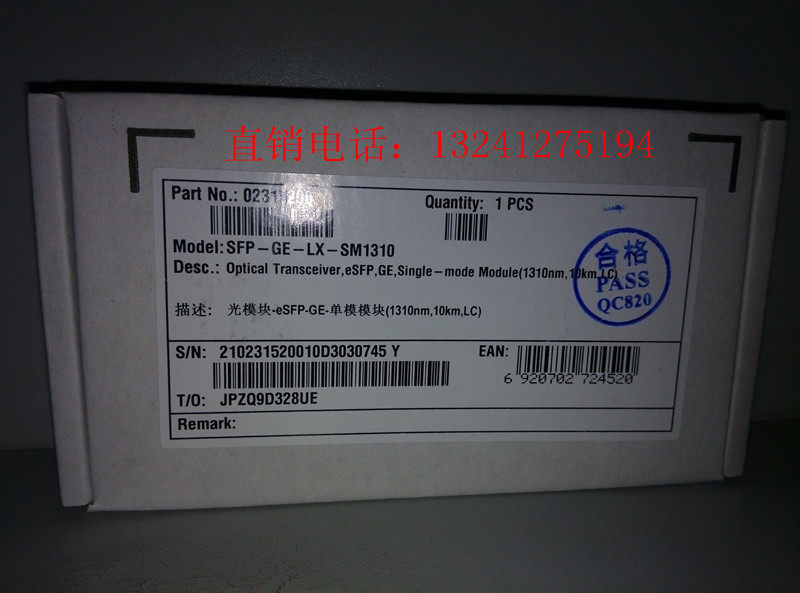 直销电话：13241275194
Part No.: 0231
Quantity: 1 PCS
Model: SFP-GE-LX-SM1310
Desc.: Optical Transceiver,eSFP,GE,Single-mode Module(1310nm,10km,LC)
合格
PASS
QC820
描述: 光模块-eSFP-GE-单模模块(1310nm,10km,LC)
S/N: 210231520010D3030745 Y
EAN:
6 920702 724520
T/O: JPZQ9D328UE
Remark: